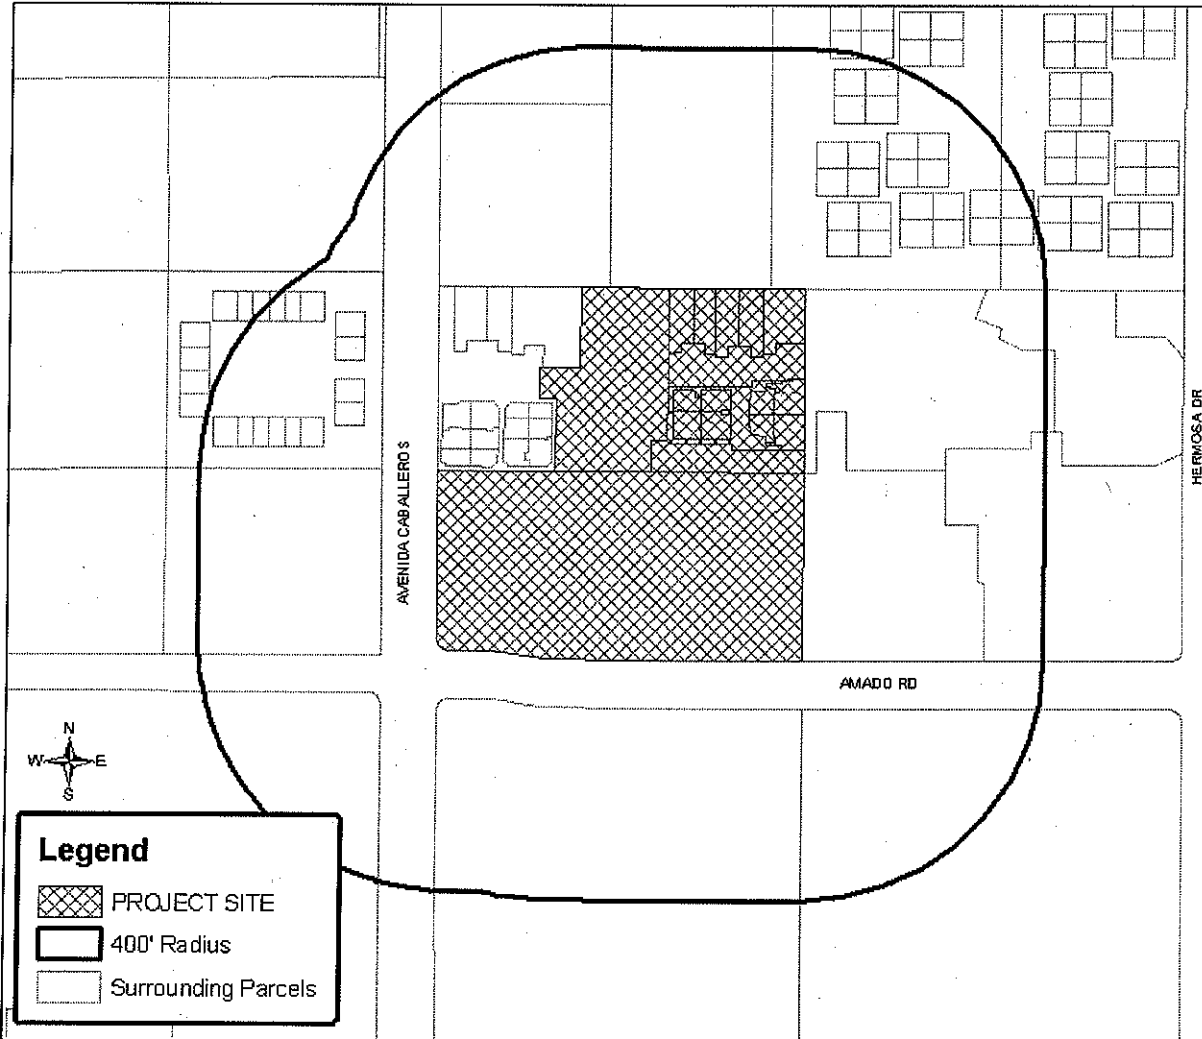 HERMOSA DR
AVENIDA CABALLEROS
AMADO RD
N
W E
S
Legend
PROJECT SITE
400' Radius
Surrounding Parcels